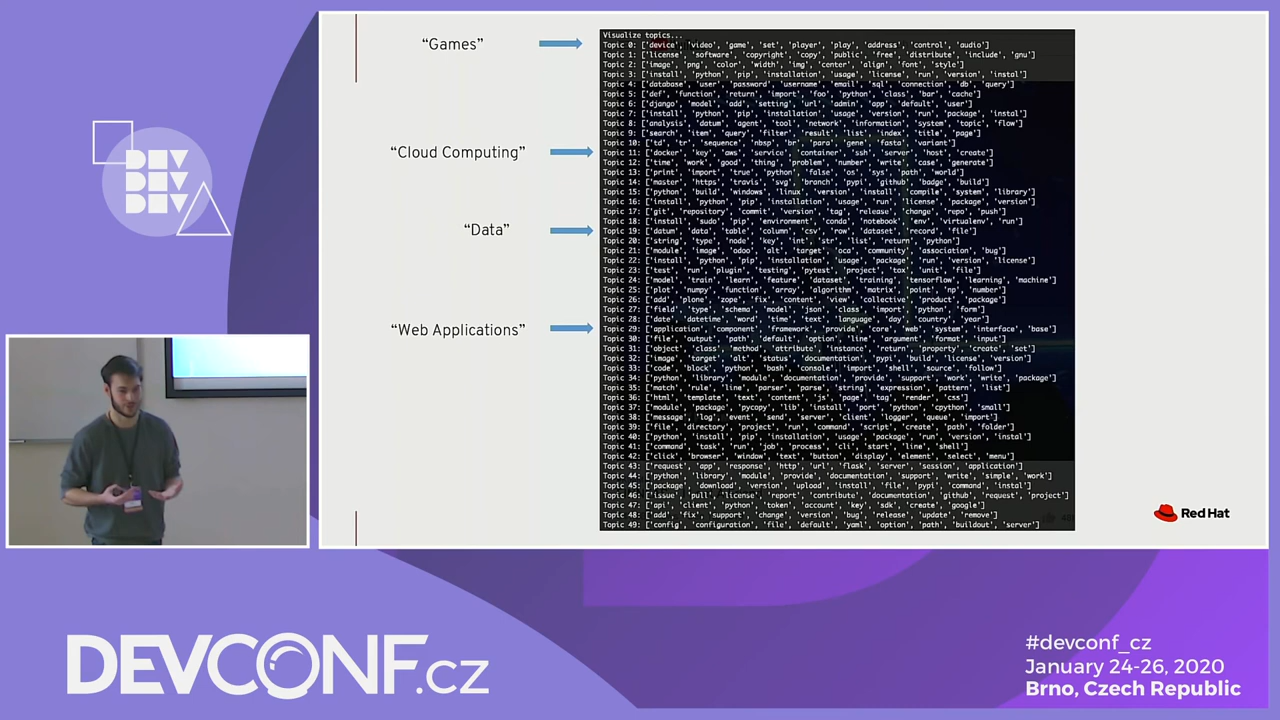 DEV
DEV
DEV
"Games"
"Cloud Computing"
"Data"
"Web Applications"
Visualize topics...
Topic 0: ['device', 'video', 'game', 'set', 'player', 'play', 'address', 'control', 'audio']
Topic 1: ['license', 'software', 'copyright', 'copy', 'public', 'free', 'distribute', 'include', 'gnu']
Topic 2: ['image', 'png', 'color', 'width', 'img', 'center', 'align', 'font', 'style']
Topic 3: ['install', 'python', 'pip', 'installation', 'usage', 'license', 'run', 'version', 'instal']
Topic 4: ['database', 'user', 'password', 'username', 'email', 'sql', 'connection', 'db', 'query']
Topic 5: ['def', 'function', 'return', 'import', 'foo', 'python', 'class', 'bar', 'cache']
Topic 6: ['django', 'model', 'add', 'setting', 'url', 'admin', 'app', 'default', 'user']
Topic 7: ['install', 'python', 'pip', 'installation', 'usage', 'version', 'run', 'package', 'instal']
Topic 8: ['analysis', 'datum', 'agent', 'tool', 'network', 'information', 'system', 'topic', 'flow']
Topic 9: ['search', 'item', 'query', 'filter', 'result', 'list', 'index', 'title', 'page']
Topic 10: ['td', 'tr', 'sequence', 'nbsp', 'br', 'para', 'gene', 'fasta', 'variant']
Topic 11: ['docker', 'key', 'aws', 'service', 'container', 'ssh', 'server', 'host', 'create']
Topic 12: ['time', 'work', 'good', 'thing', 'problem', 'number', 'write', 'case', 'generate']
Topic 13: ['print', 'import', 'true', 'python', 'false', 'os', 'sys', 'path', 'world']
Topic 14: ['master', 'https', 'travis', 'svg', 'branch', 'pypi', 'github', 'badge', 'build']
Topic 15: ['python', 'build', 'windows', 'linux', 'version', 'install', 'compile', 'system', 'library']
Topic 16: ['install', 'python', 'pip', 'installation', 'usage', 'run', 'license', 'package', 'version']
Topic 17: ['git', 'repository', 'commit', 'version', 'tag', 'release', 'change', 'repo', 'push']
Topic 18: ['install', 'sudo', 'pip', 'environment', 'conda', 'notebook', 'env', 'virtualenv', 'run']
Topic 19: ['datum', 'data', 'table', 'column', 'csv', 'row', 'dataset', 'record', 'file']
Topic 20: ['string', 'type', 'node', 'key', 'int', 'str', 'list', 'return', 'python']
Topic 21: ['module', 'image', 'odoo', 'alt', 'target', 'oca', 'community', 'association', 'bug']
Topic 22: ['install', 'python', 'pip', 'installation', 'usage', 'package', 'run', 'version', 'license']
Topic 23: ['test', 'run', 'plugin', 'testing', 'pytest', 'project', 'tox', 'unit', 'file']
Topic 24: ['model', 'train', 'learn', 'feature', 'dataset', 'training', 'tensorflow', 'learning', 'machine']
Topic 25: ['plot', 'numpy', 'function', 'array', 'algorithm', 'matrix', 'point', 'np', 'number']
Topic 26: ['add', 'plone', 'zope', 'fix', 'content', 'view', 'collective', 'product', 'package']
Topic 27: ['field', 'type', 'schema', 'model', 'json', 'class', 'import', 'python', 'form']
Topic 28: ['date', 'datetime', 'word', 'time', 'text', 'language', 'day', 'country', 'year']
Topic 29: ['application', 'component', 'framework', 'provide', 'core', 'web', 'system', 'interface', 'base']
Topic 30: ['file', 'output', 'path', 'default', 'option', 'line', 'argument', 'format', 'input']
Topic 31: ['object', 'class', 'method', 'attribute', 'instance', 'return', 'property', 'create', 'set']
Topic 32: ['image', 'target', 'alt', 'status', 'documentation', 'pypi', 'build', 'license', 'version']
Topic 33: ['code', 'block', 'python', 'bash', 'console', 'import', 'shell', 'source', 'follow']
Topic 34: ['python', 'library', 'module', 'documentation', 'provide', 'support', 'work', 'write', 'package']
Topic 35: ['match', 'rule', 'line', 'parser', 'parse', 'string', 'expression', 'pattern', 'list']
Topic 36: ['html', 'template', 'text', 'content', 'js', 'page', 'tag', 'render', 'css']
Topic 37: ['module', 'package', 'pycopy', 'lib', 'install', 'port', 'python', 'cpython', 'small']
Topic 38: ['message', 'log', 'event', 'send', 'server', 'client', 'logger', 'queue', 'import']
Topic 39: ['file', 'directory', 'project', 'run', 'command', 'script', 'create', 'path', 'folder']
Topic 40: ['python', 'install', 'pip', 'installation', 'usage', 'package', 'run', 'version', 'instal']
Topic 41: ['command', 'task', 'run', 'job', 'process', 'cli', 'start', 'line', 'shell']
Topic 42: ['click', 'browser', 'window', 'text', 'button', 'display', 'element', 'select', 'menu']
Topic 43: ['request', 'app', 'response', 'http', 'url', 'flask', 'server', 'session', 'application']
Topic 44: ['python', 'library', 'module', 'provide', 'documentation', 'support', 'write', 'simple', 'work']
Topic 45: ['package', 'download', 'version', 'upload', 'install', 'file', 'pypi', 'command', 'instal']
Topic 46: ['issue', 'pull', 'license', 'report', 'contribute', 'documentation', 'github', 'request', 'project']
Topic 47: ['api', 'client', 'python', 'token', 'account', 'key', 'sdk', 'create', 'google']
Topic 48: ['add', 'fix', 'support', 'change', 'version', 'bug', 'release', 'update', 'remove']
Topic 49: ['config', 'configuration', 'file', 'default', 'yaml', 'option', 'path', 'buildout', 'server']
Red Hat
DEVCONF.cz
#devconf_cz
January 24-26, 2020
Brno, Czech Republic